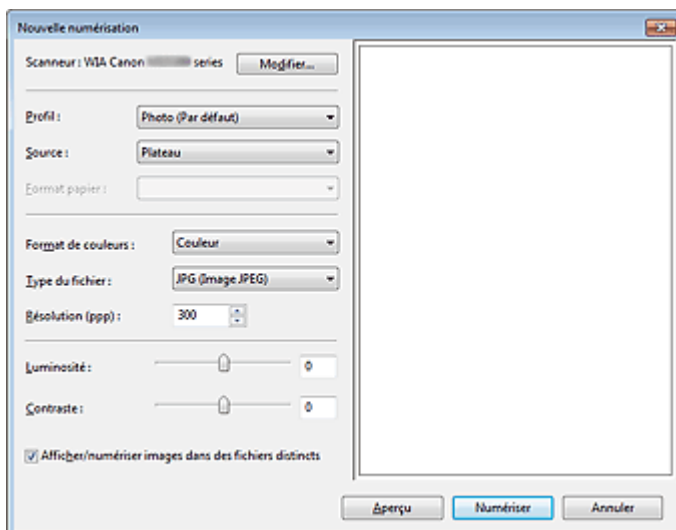 Nouvelle numérisation
Scanneur : WIA Canon series Modifier...
Profil : Photo (Par défaut)
Source : Plateau
Format papier :
Format de couleurs : Couleur
Type du fichier : JPG (Image JPEG)
Résolution (ppp) : 300
Luminosité : 0
Contraste : 0
Afficher/numériser images dans des fichiers distincts
Aperçu Numériser Annuler